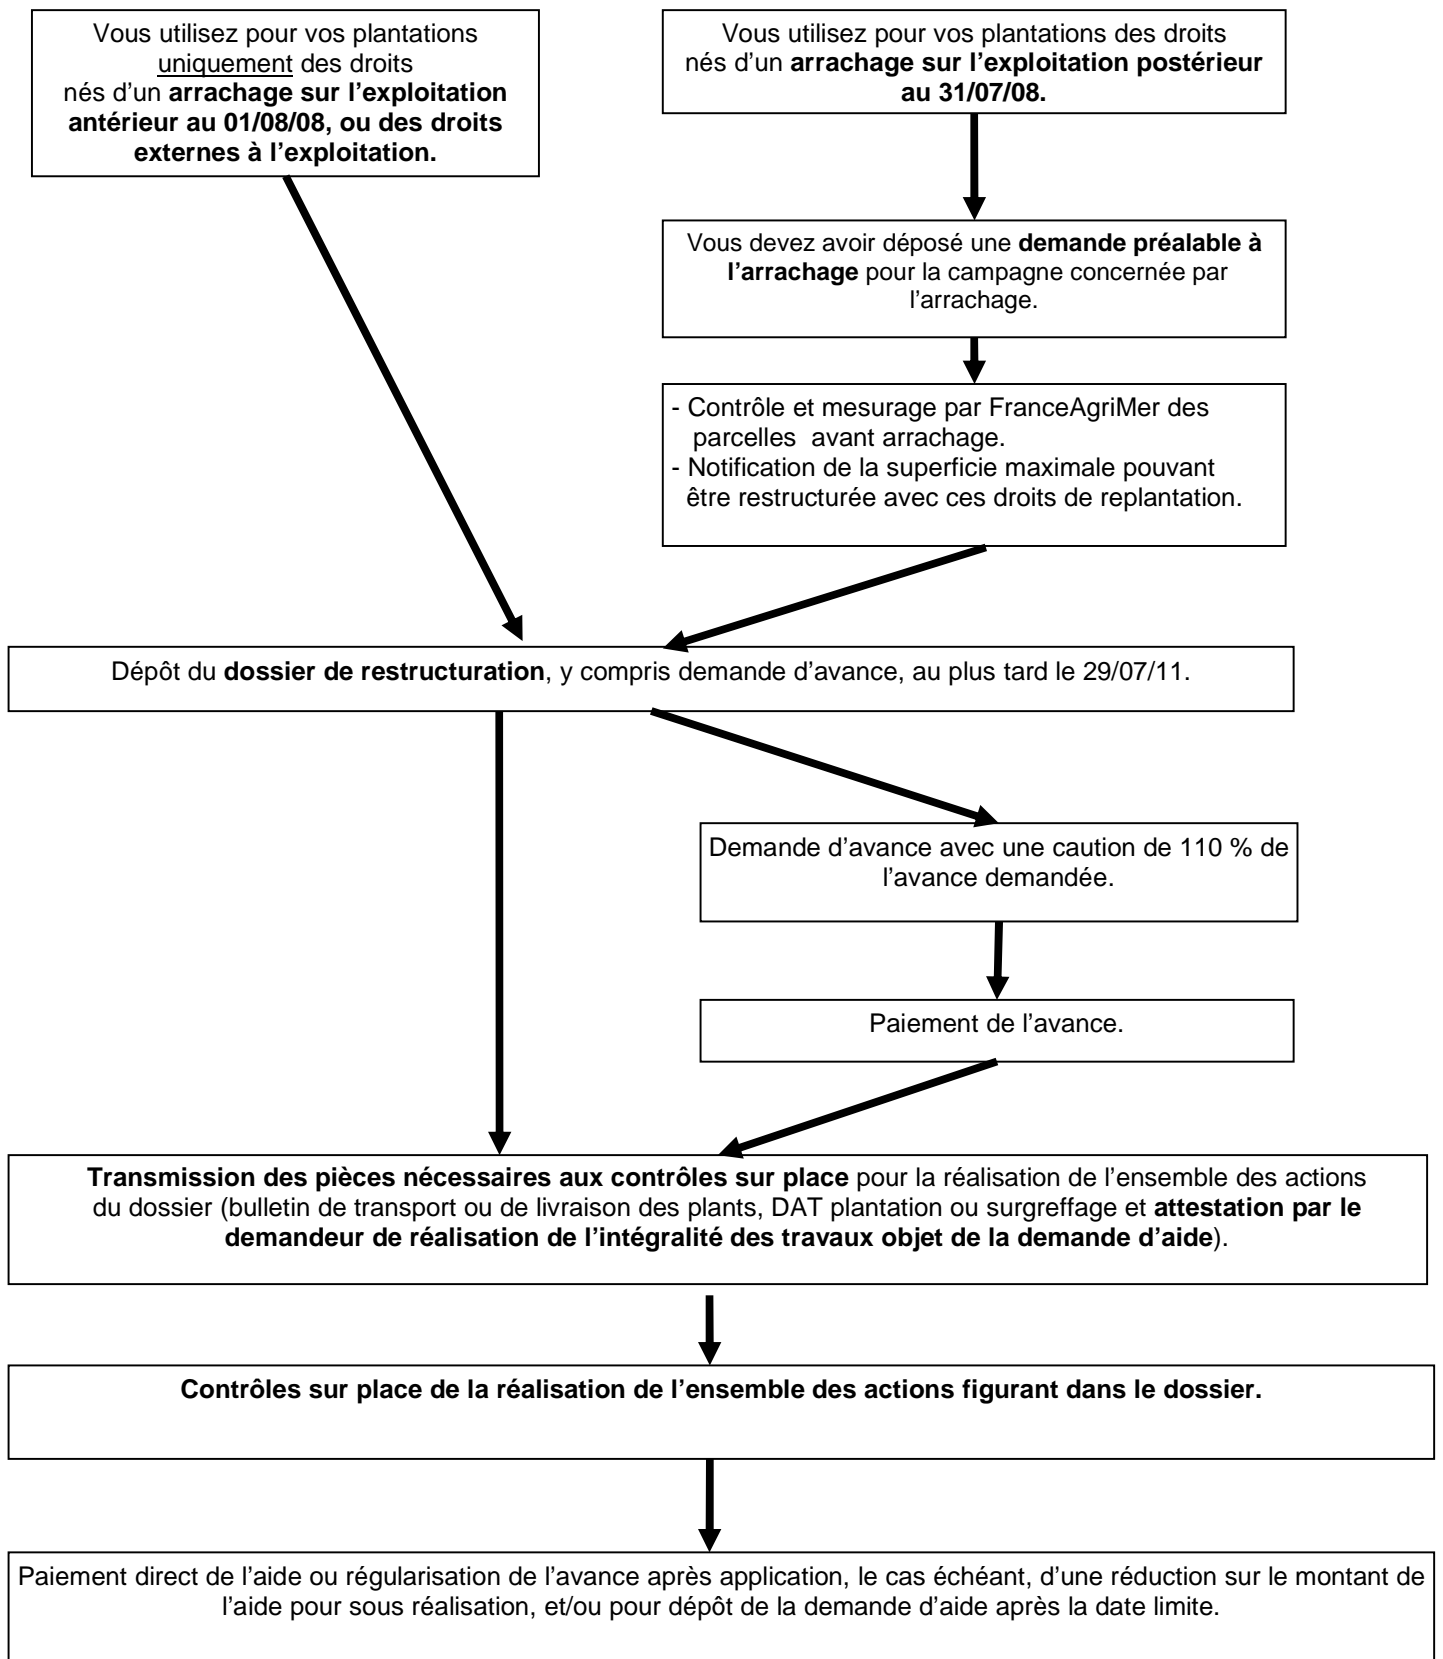 Vous utilisez pour vos plantations
uniquement des droits
nés d’un arrachage sur l’exploitation
antérieur au 01/08/08, ou des droits
externes à l’exploitation.
Vous utilisez pour vos plantations des droits
nés d’un arrachage sur l’exploitation postérieur
au 31/07/08.
Vous devez avoir déposé une demande préalable à
l’arrachage pour la campagne concernée par
l’arrachage.
- Contrôle et mesurage par FranceAgriMer des
parcelles avant arrachage.
- Notification de la superficie maximale pouvant
être restructurée avec ces droits de replantation.
Dépôt du dossier de restructuration, y compris demande d’avance, au plus tard le 29/07/11.
Demande d’avance avec une caution de 110 % de
l’avance demandée.
Paiement de l’avance.
Transmission des pièces nécessaires aux contrôles sur place pour la réalisation de l’ensemble des actions
du dossier (bulletin de transport ou de livraison des plants, DAT plantation ou surgreffage et attestation par le
demandeur de réalisation de l’intégralité des travaux objet de la demande d’aide).
Contrôles sur place de la réalisation de l’ensemble des actions figurant dans le dossier.
Paiement direct de l’aide ou régularisation de l’avance après application, le cas échéant, d’une réduction sur le montant de
l’aide pour sous réalisation, et/ou pour dépôt de la demande d’aide après la date limite.